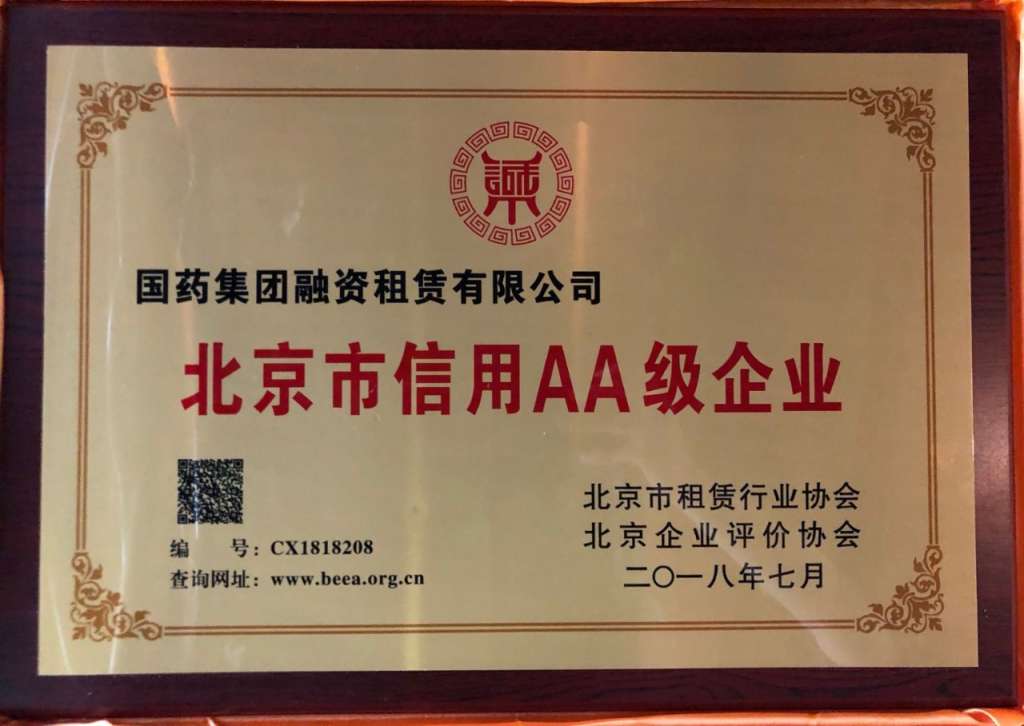 誠
国药集团融资租赁有限公司
北京市信用AA级企业
编 号：CX1818208
查询网址：www.beea.org.cn
北京市租赁行业协会
北京企业评价协会
二〇一八年七月